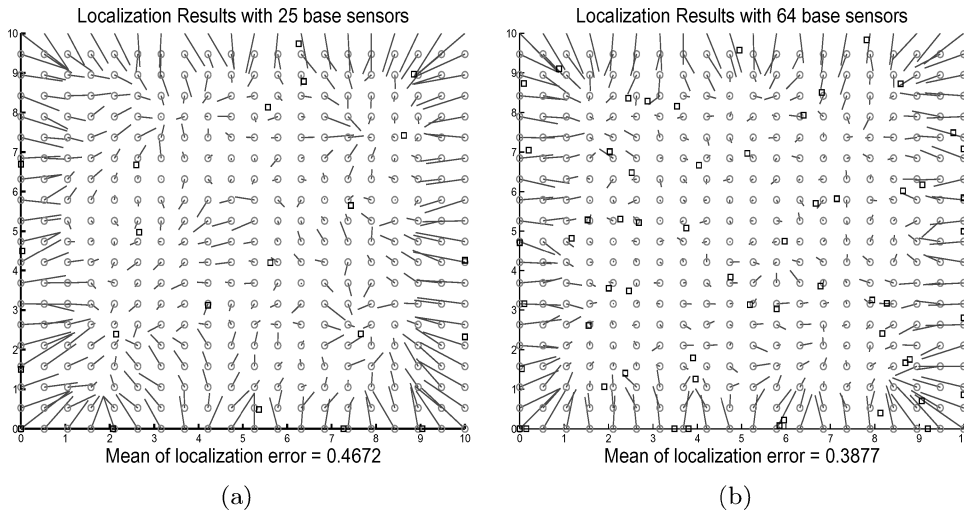 Localization Results with 25 base sensors
10
9
8
7
6
5
4
3
2
1
0
0 1 2 3 4 5 6 7 8 9 10
Mean of localization error = 0.4672
(a)
Localization Results with 64 base sensors
10
9
8
7
6
5
4
3
2
1
0
0 1 2 3 4 5 6 7 8 9 10
Mean of localization error = 0.3877
(b)